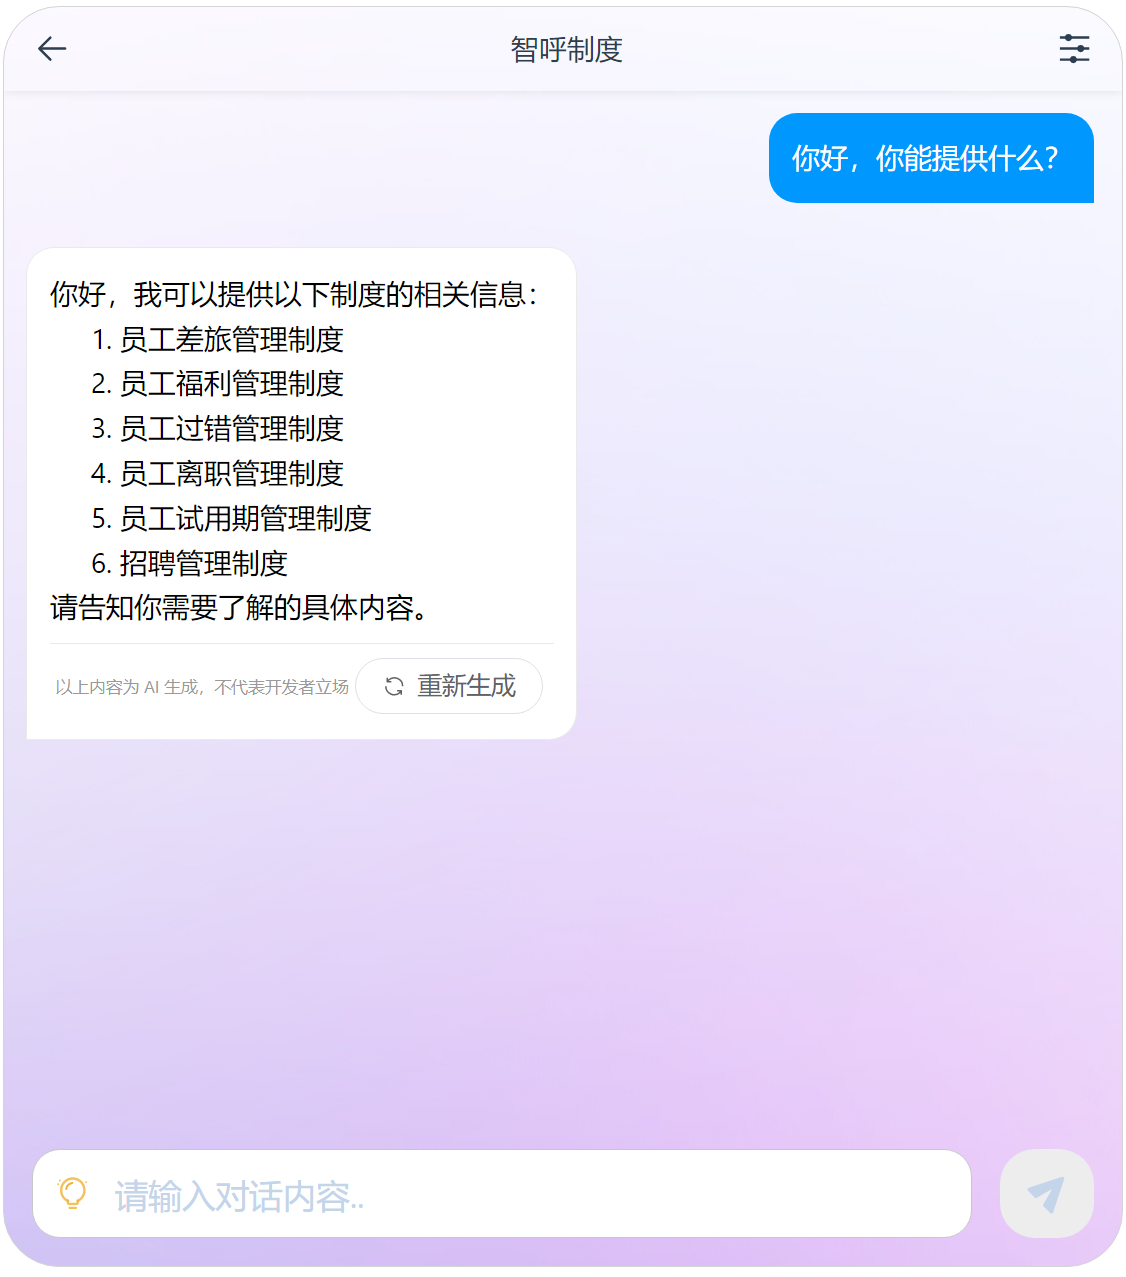 智呼制度
你好，你能提供什么？
你好，我可以提供以下制度的相关信息：
1. 员工差旅管理制度
2. 员工福利管理制度
3. 员工过错管理制度
4. 员工离职管理制度
5. 员工试用期管理制度
6. 招聘管理制度
请告知你需要了解的具体内容。
以上内容为 AI 生成，不代表开发者立场
重新生成
请输入对话内容..